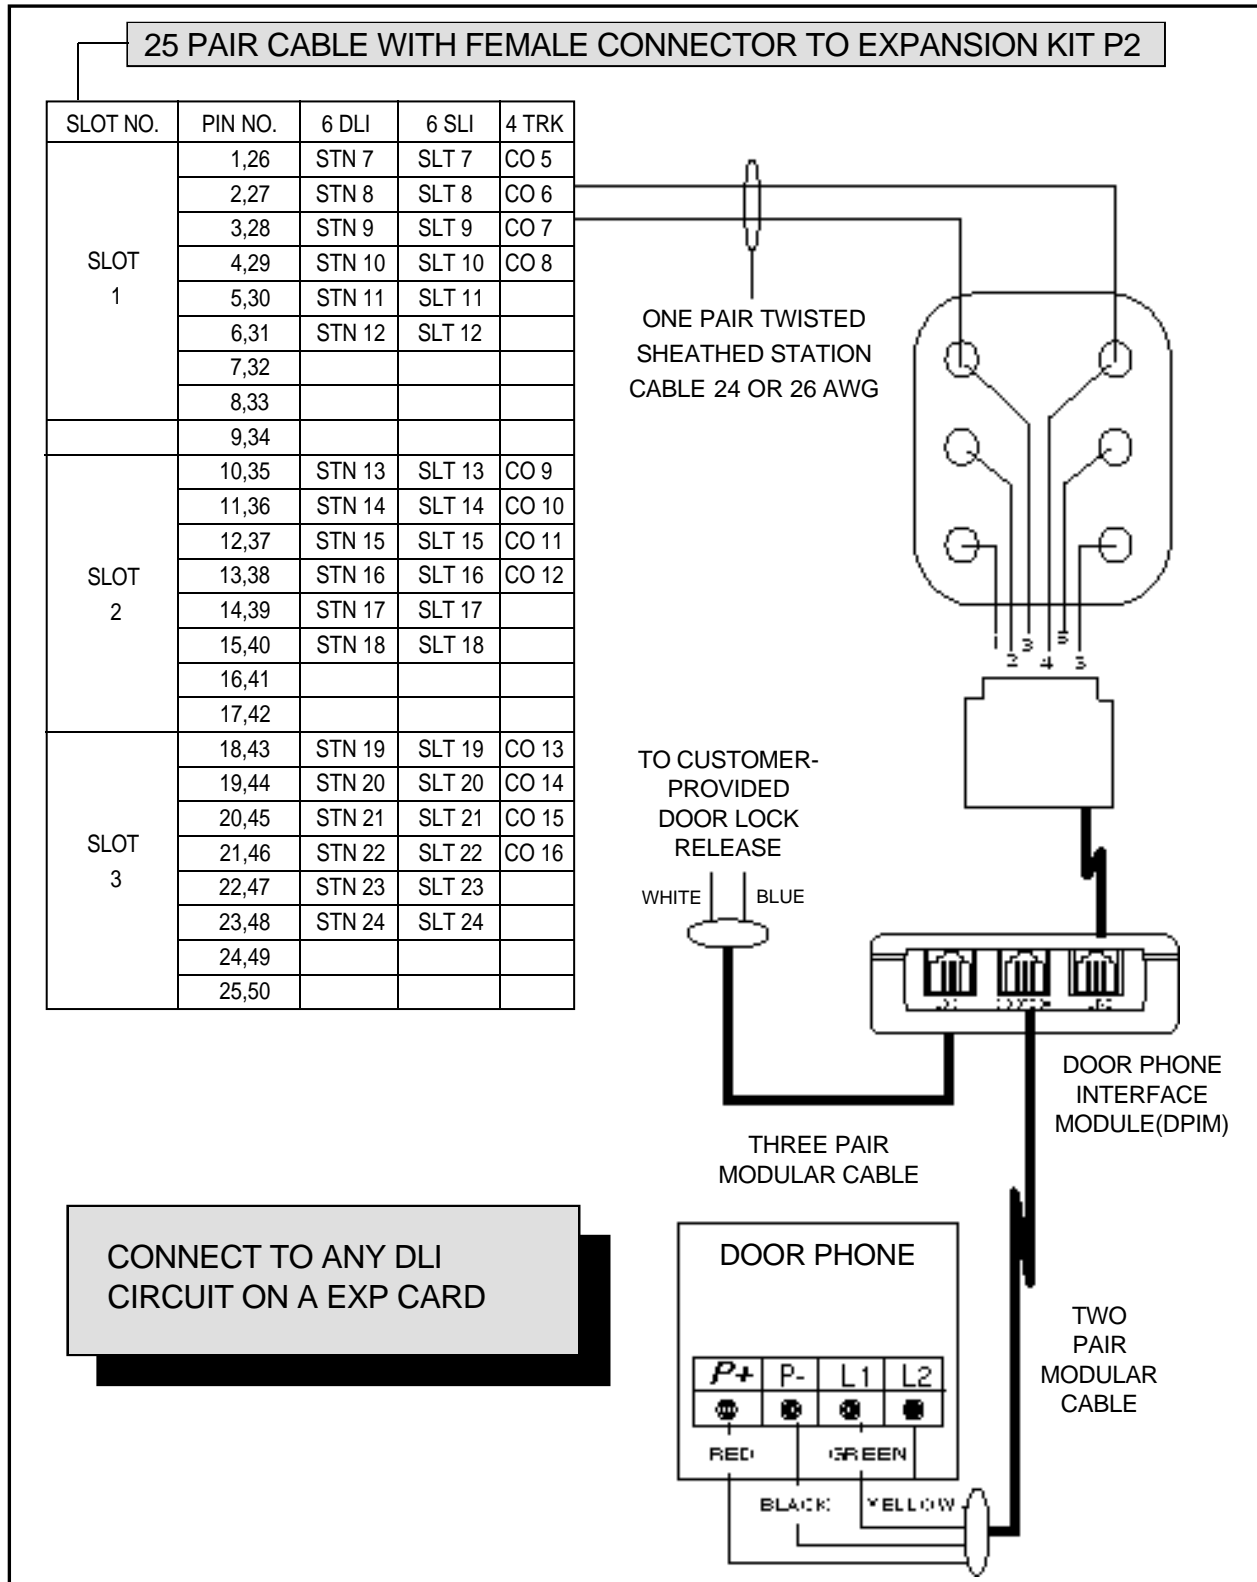 25 PAIR CABLE WITH FEMALE CONNECTOR TO EXPANSION KIT P2
SLOT NO. PIN NO. 6 DLI 6 SLI 4 TRK
SLOT 1
1,26 STN 7 SLT 7 CO 5
2,27 STN 8 SLT 8 CO 6
3,28 STN 9 SLT 9 CO 7
4,29 STN 10 SLT 10 CO 8
5,30 STN 11 SLT 11
6,31 STN 12 SLT 12
7,32
8,33
9,34
SLOT 2
10,35 STN 13 SLT 13 CO 9
11,36 STN 14 SLT 14 CO 10
12,37 STN 15 SLT 15 CO 11
13,38 STN 16 SLT 16 CO 12
14,39 STN 17 SLT 17
15,40 STN 18 SLT 18
16,41
17,42
SLOT 3
18,43 STN 19 SLT 19 CO 13
19,44 STN 20 SLT 20 CO 14
20,45 STN 21 SLT 21 CO 15
21,46 STN 22 SLT 22 CO 16
22,47 STN 23 SLT 23
23,48 STN 24 SLT 24
24,49
25,50
ONE PAIR TWISTED
SHEATHED STATION
CABLE 24 OR 26 AWG
1 2 3 4 5
TO CUSTOMER-
PROVIDED
DOOR LOCK
RELEASE
WHITE BLUE
DOOR PHONE
INTERFACE
MODULE(DPIM)
THREE PAIR
MODULAR CABLE
CONNECT TO ANY DLI
CIRCUIT ON A EXP CARD
DOOR PHONE
P+ P- L1 L2
RED GREEN
BLACK YELLOW
TWO
PAIR
MODULAR
CABLE